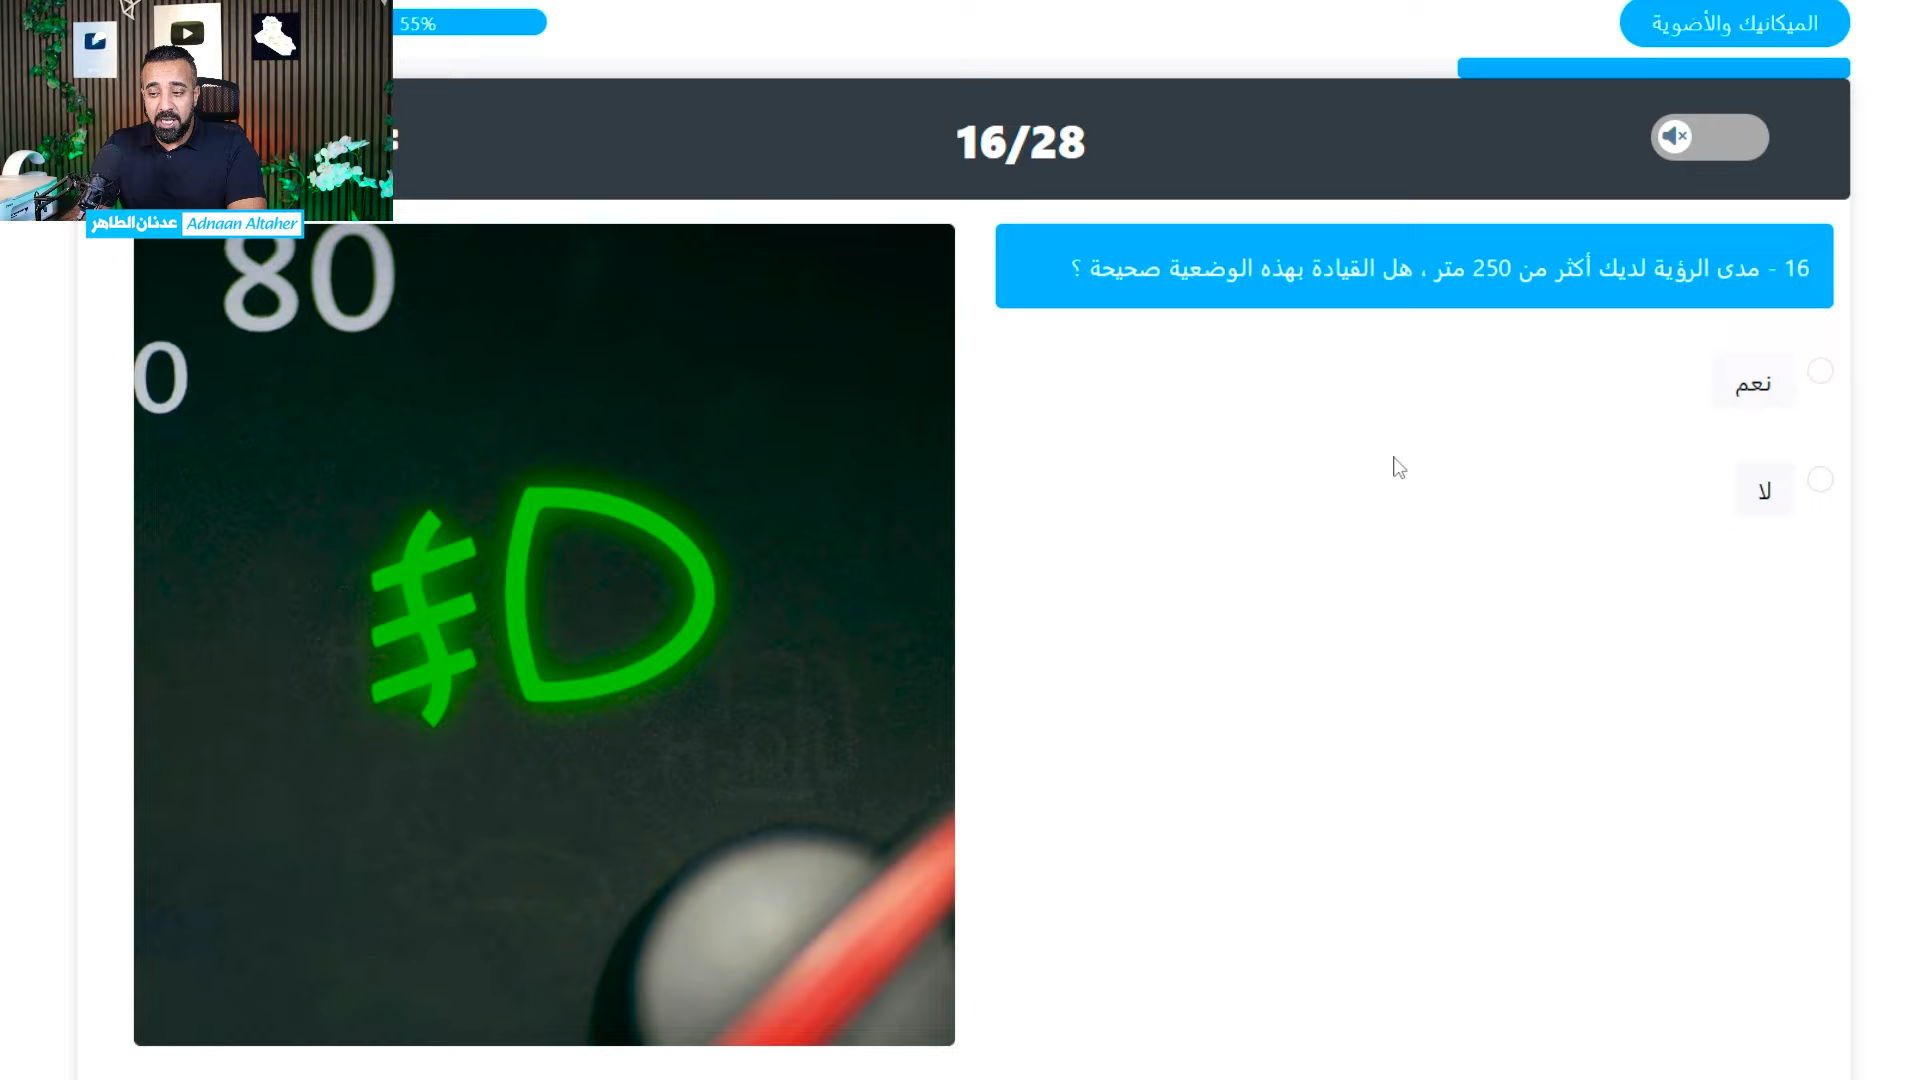 55%
الميكانيك والأضوية
16/28
عدنان الطاهر Adnaan Altaher
80
0
16 - مدى الرؤية لديك أكثر من 250 متر ، هل القيادة بهذه الوضعية صحيحة ؟
نعم
لا